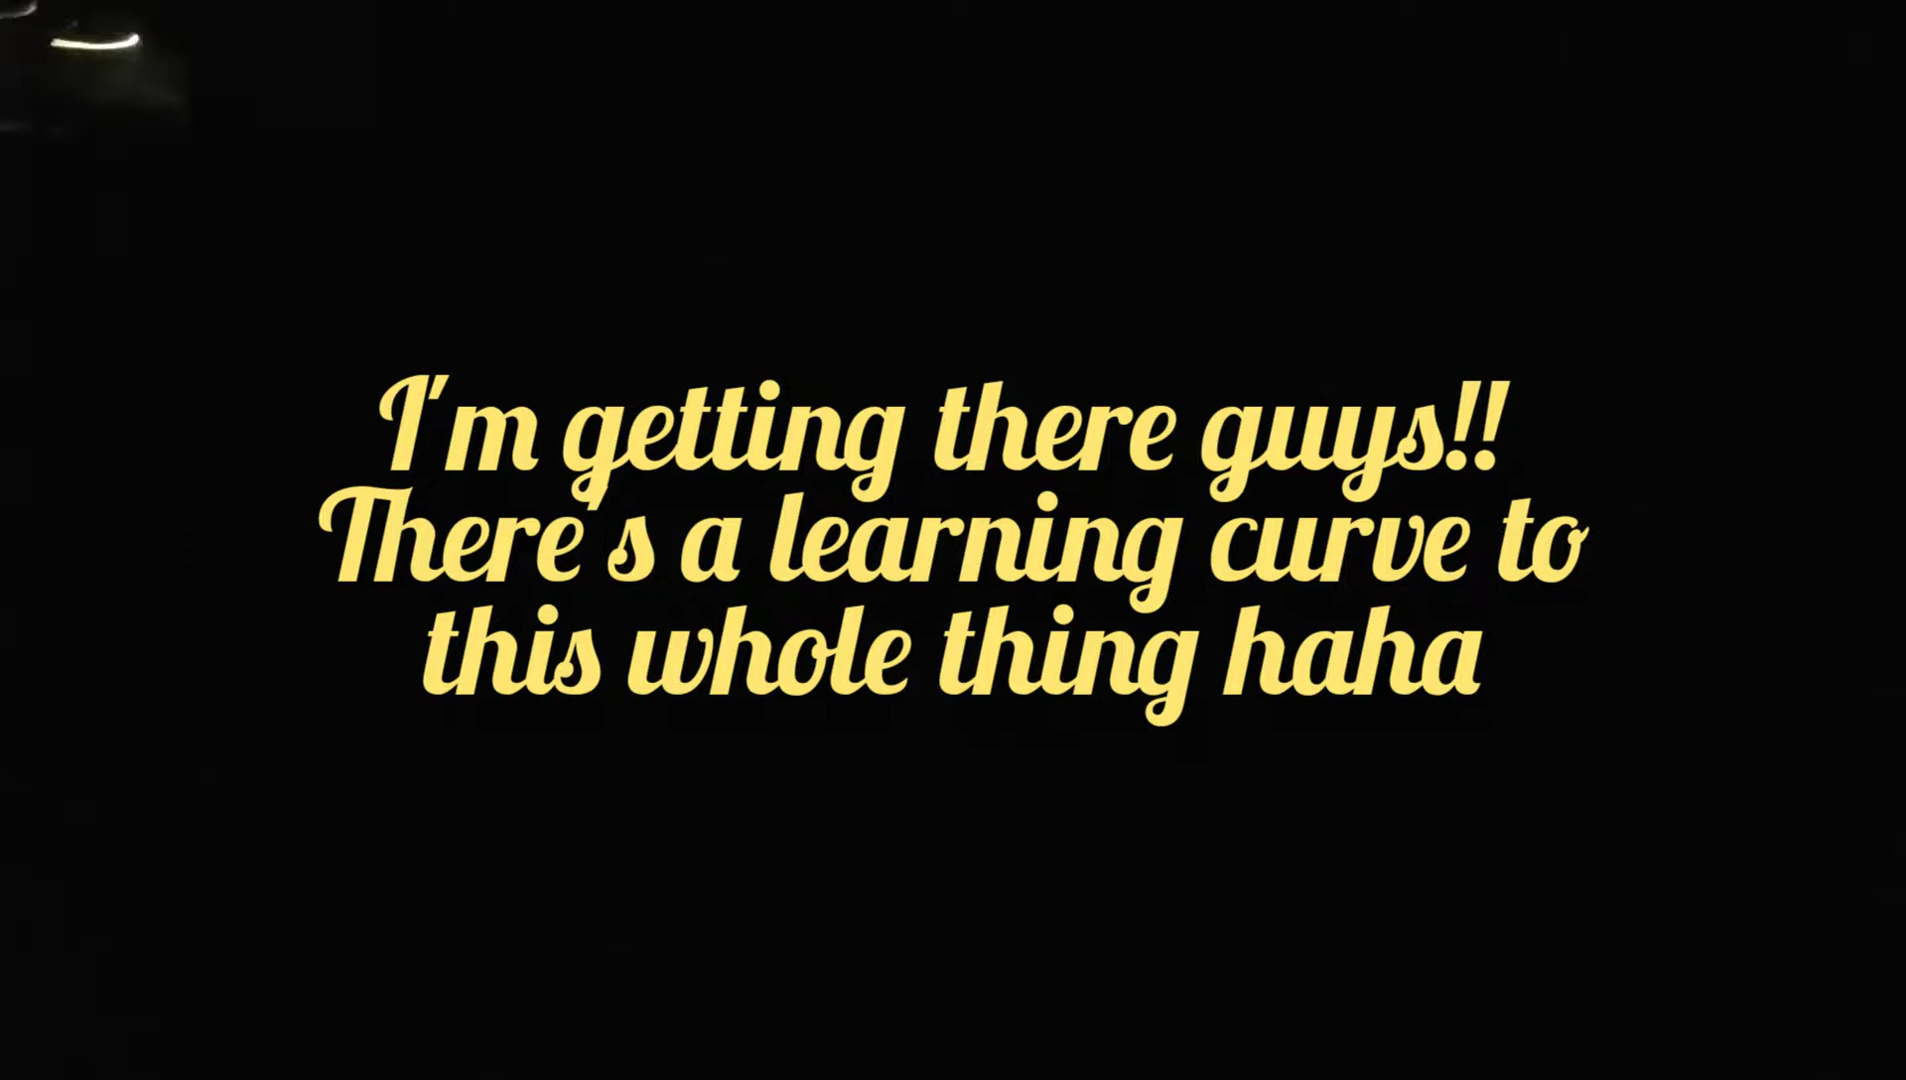 I'm getting there guys!!
There's a learning curve to
this whole thing haha